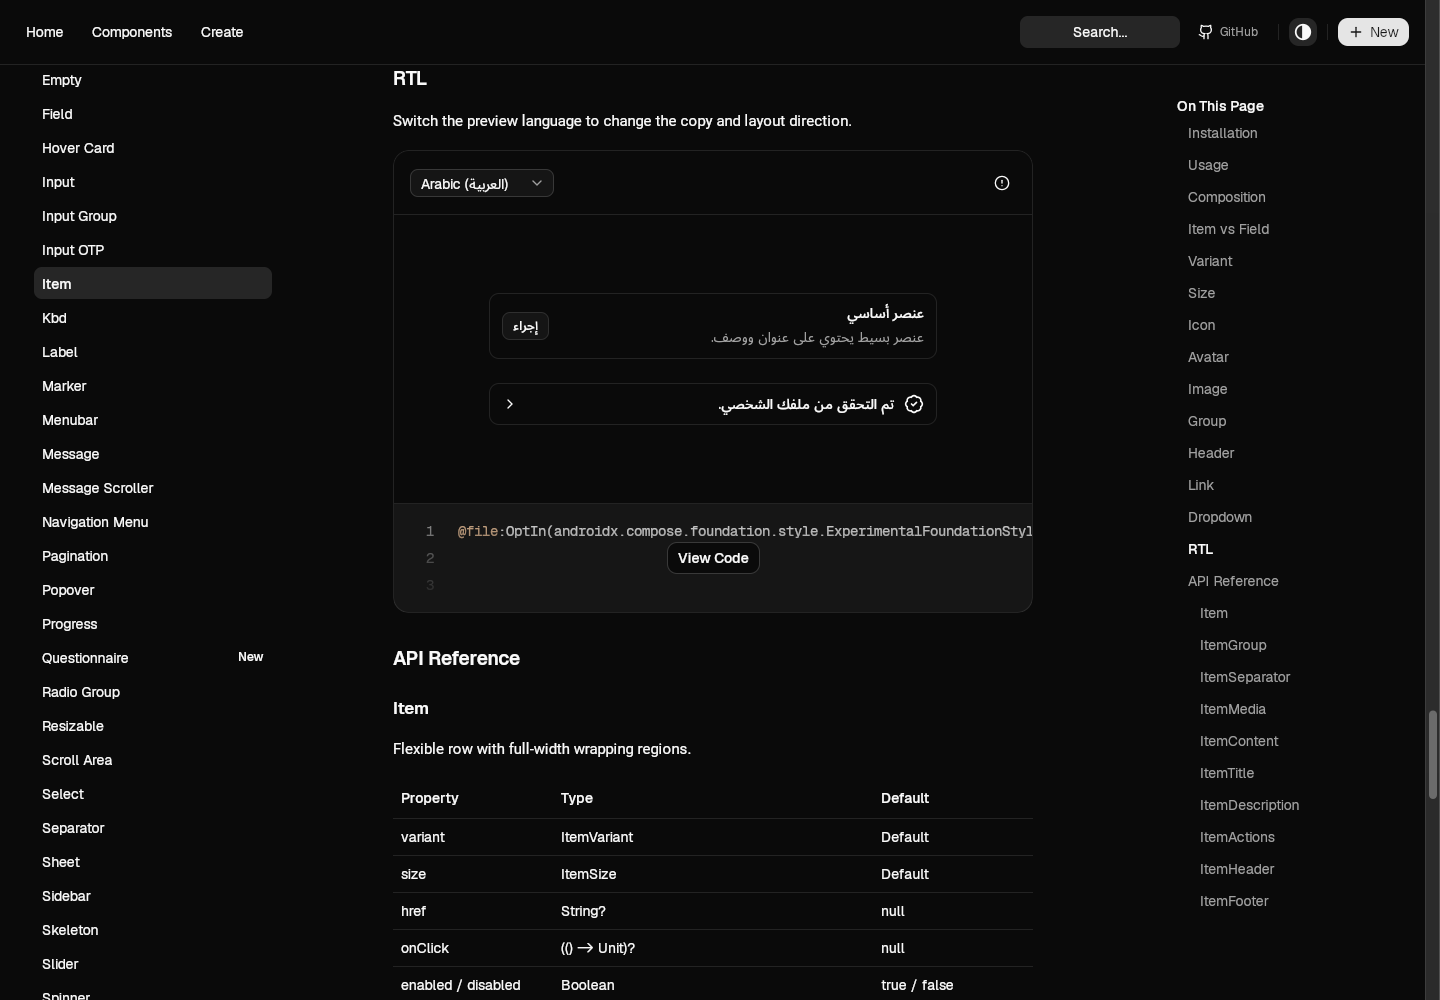 Home
Components
Create
Search...
GitHub
New
Empty
Field
Hover Card
Input
Input Group
Input OTP
Item
Kbd
Label
Marker
Menubar
Message
Message Scroller
Navigation Menu
Pagination
Popover
Progress
Questionnaire New
Radio Group
Resizable
Scroll Area
Select
Separator
Sheet
Sidebar
Skeleton
Slider
Spinner
RTL
Switch the preview language to change the copy and layout direction.
Arabic (العربية)
عنصر أساسي
عنصر بسيط يحتوي على عنوان ووصف.
إجراء
تم التحقق من ملفك الشخصي.
1 @file:OptIn(androidx.compose.foundation.style.ExperimentalFoundationStyl
2
3
View Code
API Reference
Item
Flexible row with full-width wrapping regions.
Property Type Default
variant ItemVariant Default
size ItemSize Default
href String? null
onClick (() -> Unit)? null
enabled / disabled Boolean true / false
On This Page
Installation
Usage
Composition
Item vs Field
Variant
Size
Icon
Avatar
Image
Group
Header
Link
Dropdown
RTL
API Reference
Item
ItemGroup
ItemSeparator
ItemMedia
ItemContent
ItemTitle
ItemDescription
ItemActions
ItemHeader
ItemFooter